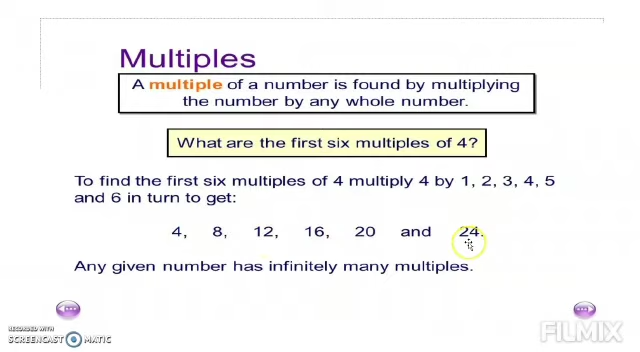 Multiples
A multiple of a number is found by multiplying
the number by any whole number.
What are the first six multiples of 4?
To find the first six multiples of 4 multiply 4 by 1, 2, 3, 4, 5
and 6 in turn to get:
4, 8, 12, 16, 20 and 24.
Any given number has infinitely many multiples.
RECORDED WITH
SCREENCAST MATIC
FILMIX